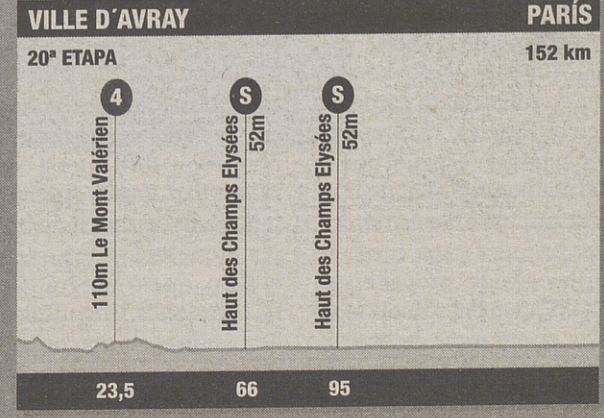 VILLE D´AVRAY PARÍS
20ª ETAPA 152 km
4 S S
110m Le Mont Valérien
Haut des Champs Elysées
52m
Haut des Champs Elysées
52m
23,5 66 95